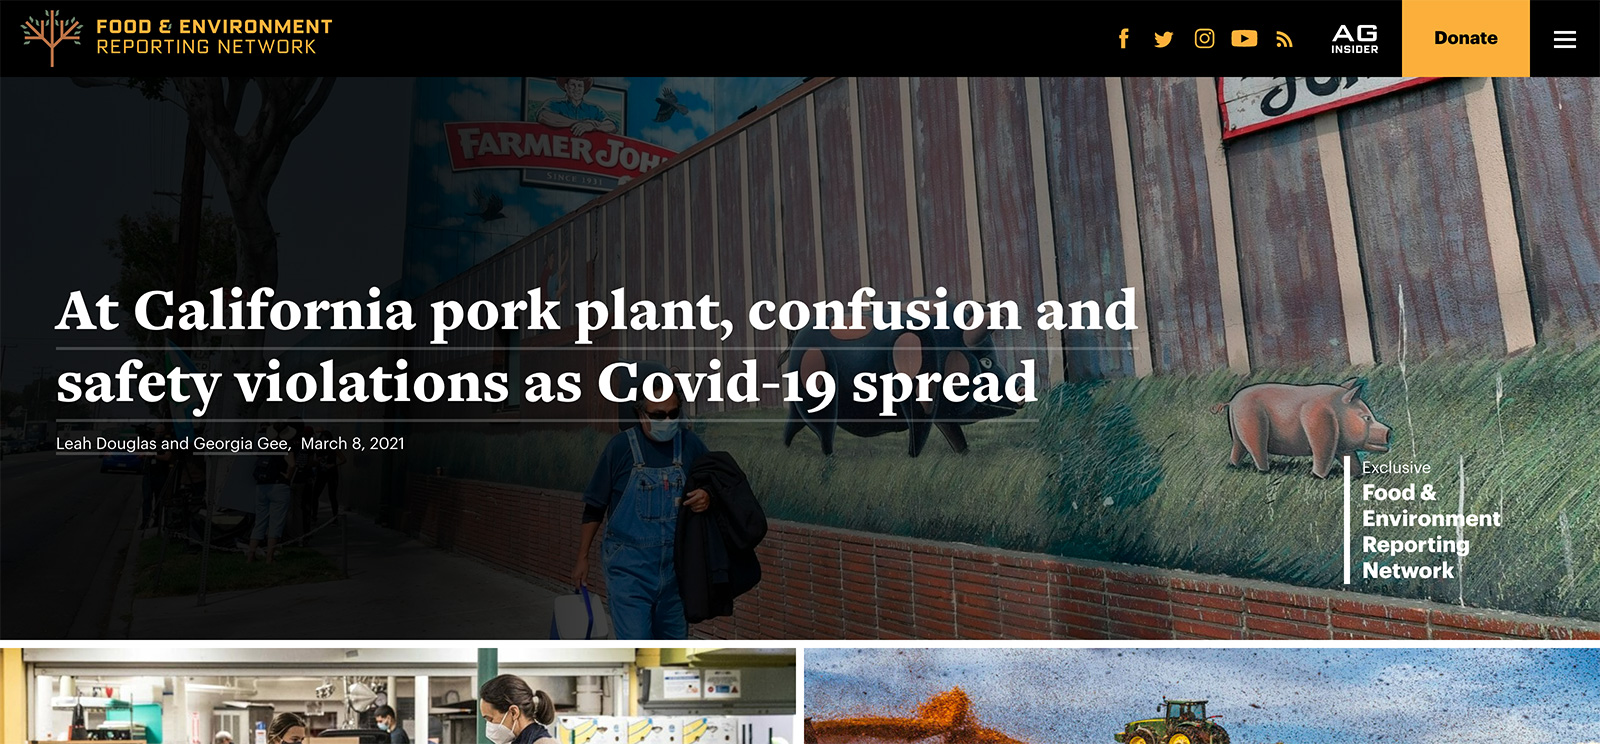 FOOD & ENVIRONMENT
REPORTING NETWORK
AG
INSIDER
Donate
FARMER JOHN
SINCE 1931
At California pork plant, confusion and
safety violations as Covid-19 spread
Leah Douglas and Georgia Gee, March 8, 2021
Exclusive
Food &
Environment
Reporting
Network